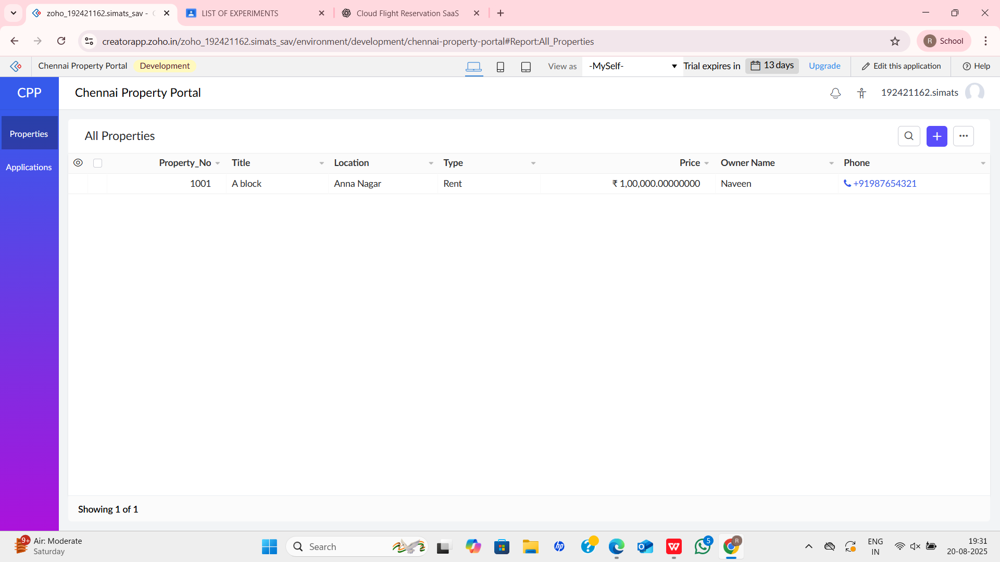 zoho_192421162.simats_sav -
LIST OF EXPERIMENTS
Cloud Flight Reservation SaaS
creatorapp.zoho.in/zoho_192421162.simats_sav/environment/development/chennai-property-portal#Report:All_Properties
R School
Chennai Property Portal Development View as -MySelf- Trial expires in 13 days Upgrade Edit this application Help
CPP Chennai Property Portal 192421162.simats
Properties
Applications
All Properties
Property_No Title Location Type Price Owner Name Phone
1001 A block Anna Nagar Rent ₹ 1,00,000.00000000 Naveen +91987654321
Showing 1 of 1
9+ Air: Moderate
Saturday
Search
hp
5
R
ENG
IN
19:31
20-08-2025